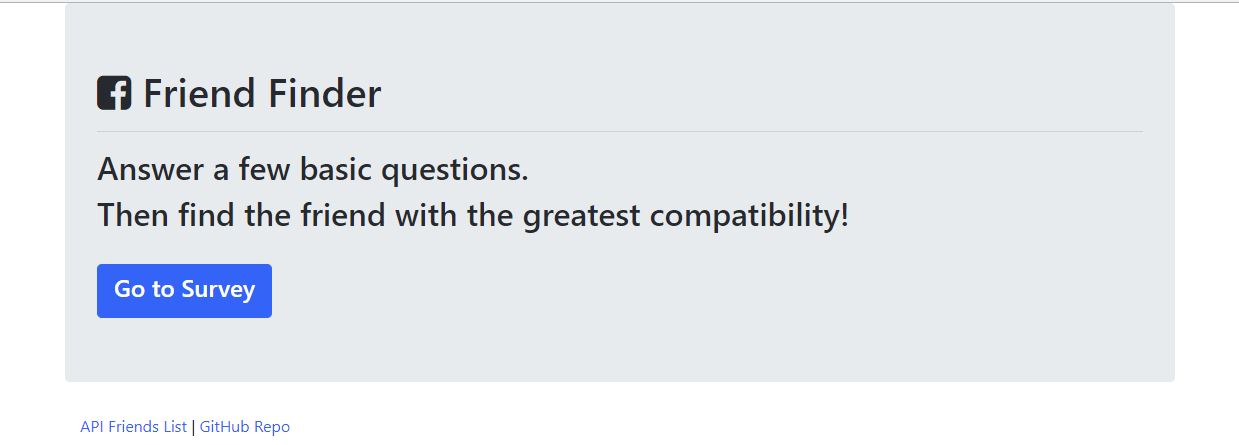 Friend Finder
Answer a few basic questions.
Then find the friend with the greatest compatibility!
Go to Survey
API Friends List | GitHub Repo